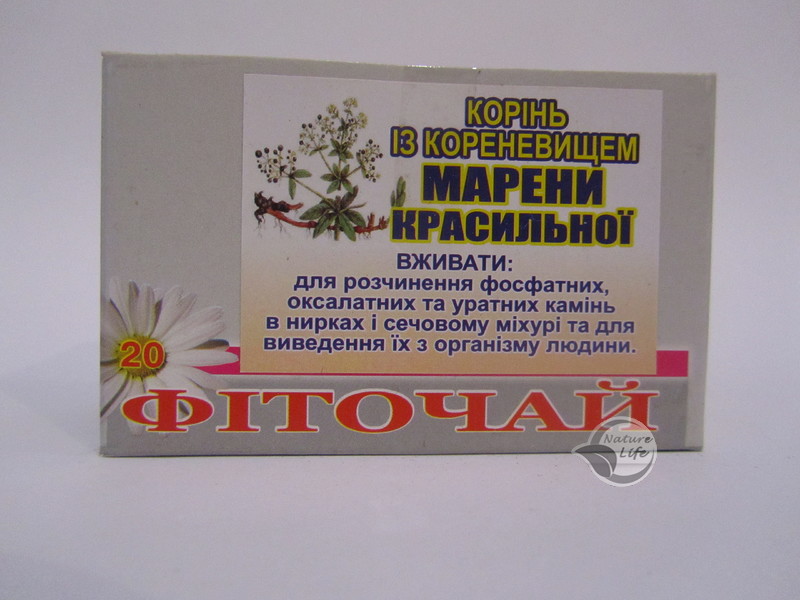 КОРІНЬ
ІЗ КОРЕНЕВИЩЕМ
МАРЕНИ
КРАСИЛЬНОЇ
ВЖИВАТИ:
для розчинення фосфатних,
оксалатних та уратних камінь
в нирках і сечовому міхурі та для
виведення їх з організму людини.
20
ФІТОЧАЙ
Nature
Life